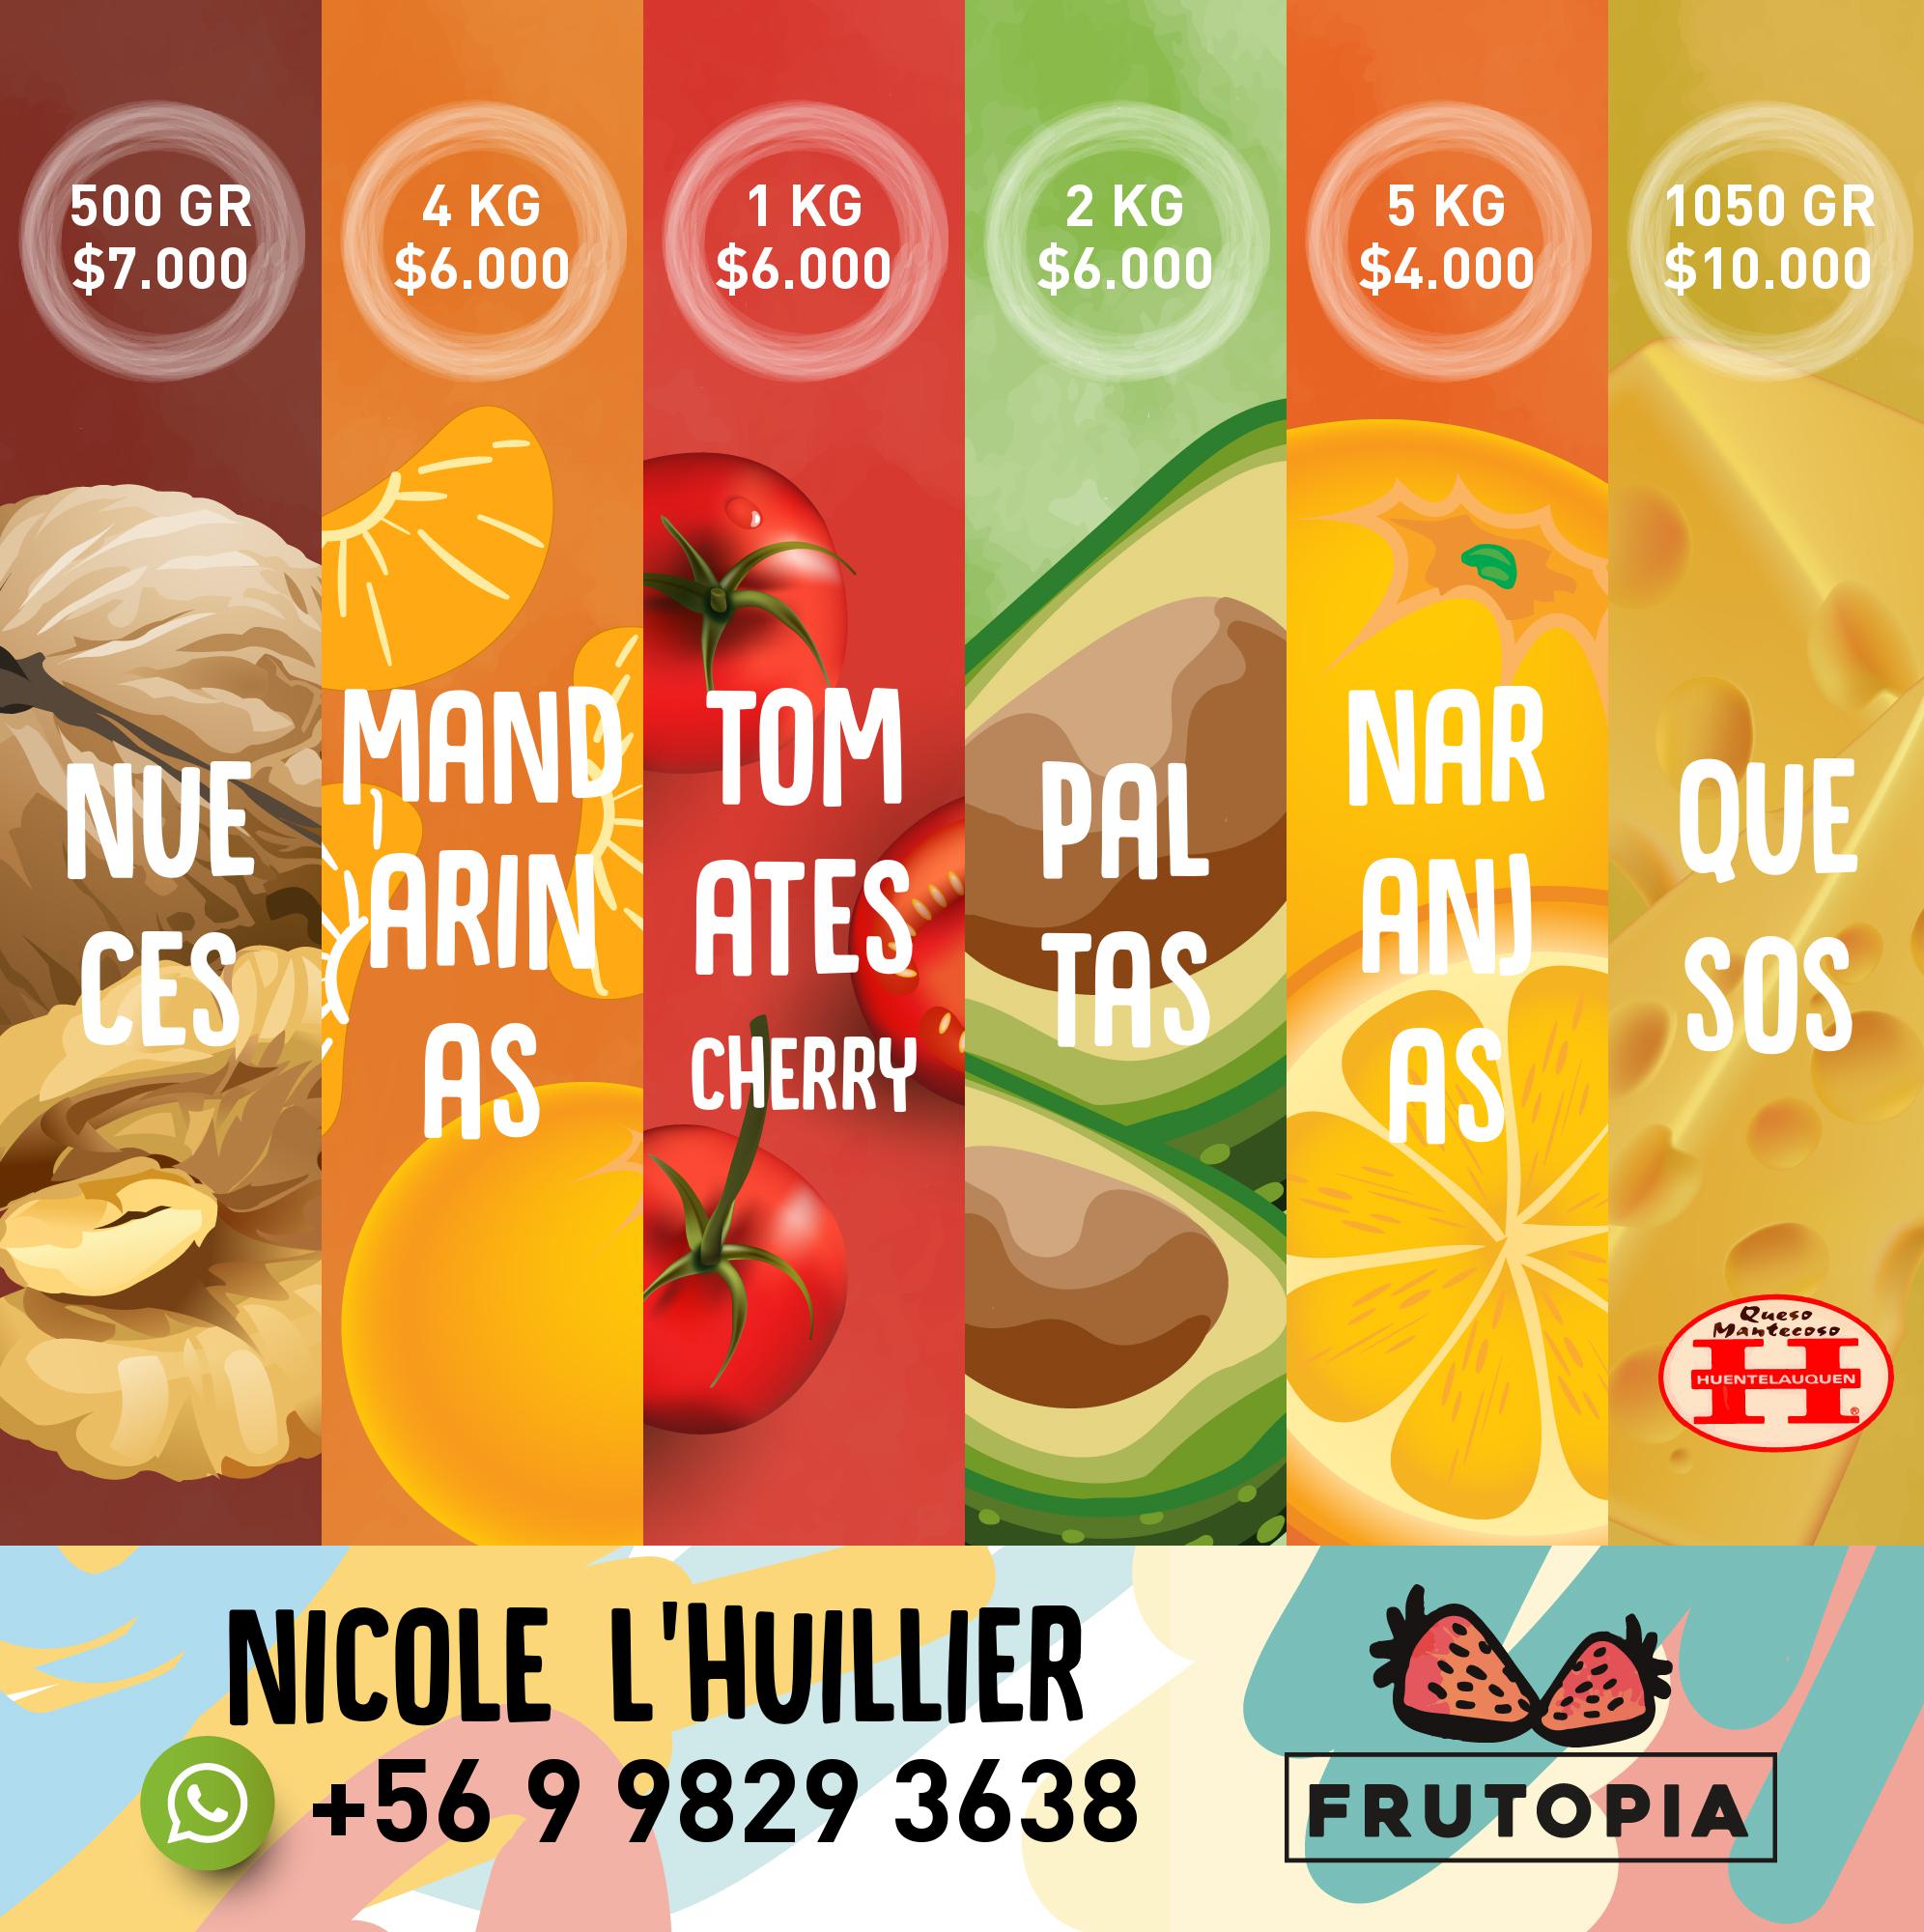 500 GR
$7.000
NUE
CES
4 KG
$6.000
MAND
ARIN
AS
1 KG
$6.000
TOM
ATES
CHERRY
2 KG
$6.000
PAL
TAS
5 KG
$4.000
NAR
ANJ
AS
1050 GR
$10.000
QUE
SOS
Queso
Mantecoso
H
HUENTELAUQUEN
®
NICOLE L'HUILLIER
+56 9 9829 3638
FRUTOPIA